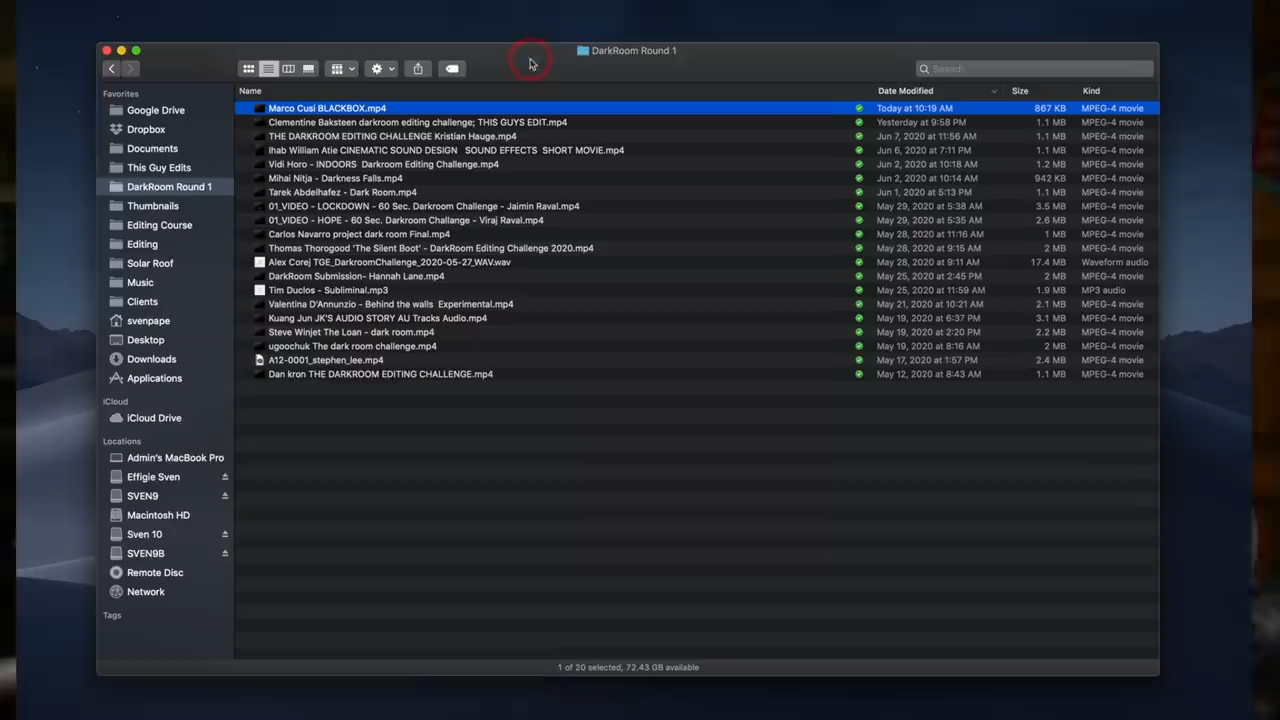 DarkRoom Round 1
Search
Favorites
Google Drive
Dropbox
Documents
This Guy Edits
DarkRoom Round 1
Thumbnails
Editing Course
Editing
Solar Roof
Music
Clients
svenpape
Desktop
Downloads
Applications
iCloud
iCloud Drive
Locations
Admin's MacBook Pro
Effigie Sven
SVEN9
Macintosh HD
Sven 10
SVEN9B
Remote Disc
Network
Tags
Name Date Modified Size Kind
Marco Cusi BLACKBOX.mp4 Today at 10:19 AM 867 KB MPEG-4 movie
Clementine Baksteen darkroom editing challenge; THIS GUYS EDIT.mp4 Yesterday at 9:58 PM 1.1 MB MPEG-4 movie
THE DARKROOM EDITING CHALLENGE Kristian Hauge.mp4 Jun 7, 2020 at 11:56 AM 1.1 MB MPEG-4 movie
Ihab William Atie CINEMATIC SOUND DESIGN SOUND EFFECTS SHORT MOVIE.mp4 Jun 6, 2020 at 7:11 PM 1.1 MB MPEG-4 movie
Vidi Horo - INDOORS Darkroom Editing Challenge.mp4 Jun 2, 2020 at 10:18 AM 1.2 MB MPEG-4 movie
Mihai Nitja - Darkness Falls.mp4 Jun 2, 2020 at 10:14 AM 942 KB MPEG-4 movie
Tarek Abdelhafez - Dark Room.mp4 Jun 1, 2020 at 5:13 PM 1.1 MB MPEG-4 movie
01_VIDEO - LOCKDOWN - 60 Sec. Darkroom Challenge - Jaimin Raval.mp4 May 29, 2020 at 5:38 AM 3.5 MB MPEG-4 movie
01_VIDEO - HOPE - 60 Sec. Darkroom Challange - Viraj Raval.mp4 May 29, 2020 at 5:35 AM 2.6 MB MPEG-4 movie
Carlos Navarro project dark room Final.mp4 May 28, 2020 at 11:16 AM 1 MB MPEG-4 movie
Thomas Thorogood 'The Silent Boot' - DarkRoom Editing Challenge 2020.mp4 May 28, 2020 at 9:15 AM 2 MB MPEG-4 movie
Alex Corej TGE_DarkroomChallenge_2020-05-27_WAV.wav May 28, 2020 at 9:11 AM 17.4 MB Waveform audio
DarkRoom Submission- Hannah Lane.mp4 May 25, 2020 at 2:45 PM 2 MB MPEG-4 movie
Tim Duclos - Subliminal.mp3 May 25, 2020 at 11:59 AM 1.9 MB MP3 audio
Valentina D'Annunzio - Behind the walls Experimental.mp4 May 21, 2020 at 10:21 AM 2.1 MB MPEG-4 movie
Kuang Jun JK'S AUDIO STORY AU Tracks Audio.mp4 May 19, 2020 at 6:37 PM 3.1 MB MPEG-4 movie
Steve Winjet The Loan - dark room.mp4 May 19, 2020 at 2:20 PM 2.2 MB MPEG-4 movie
ugoochuk The dark room challenge.mp4 May 19, 2020 at 8:16 AM 2 MB MPEG-4 movie
A12-0001_stephen_lee.mp4 May 17, 2020 at 1:57 PM 2.4 MB MPEG-4 movie
Dan kron THE DARKROOM EDITING CHALLENGE.mp4 May 12, 2020 at 8:43 AM 1.1 MB MPEG-4 movie
1 of 20 selected, 72.43 GB available